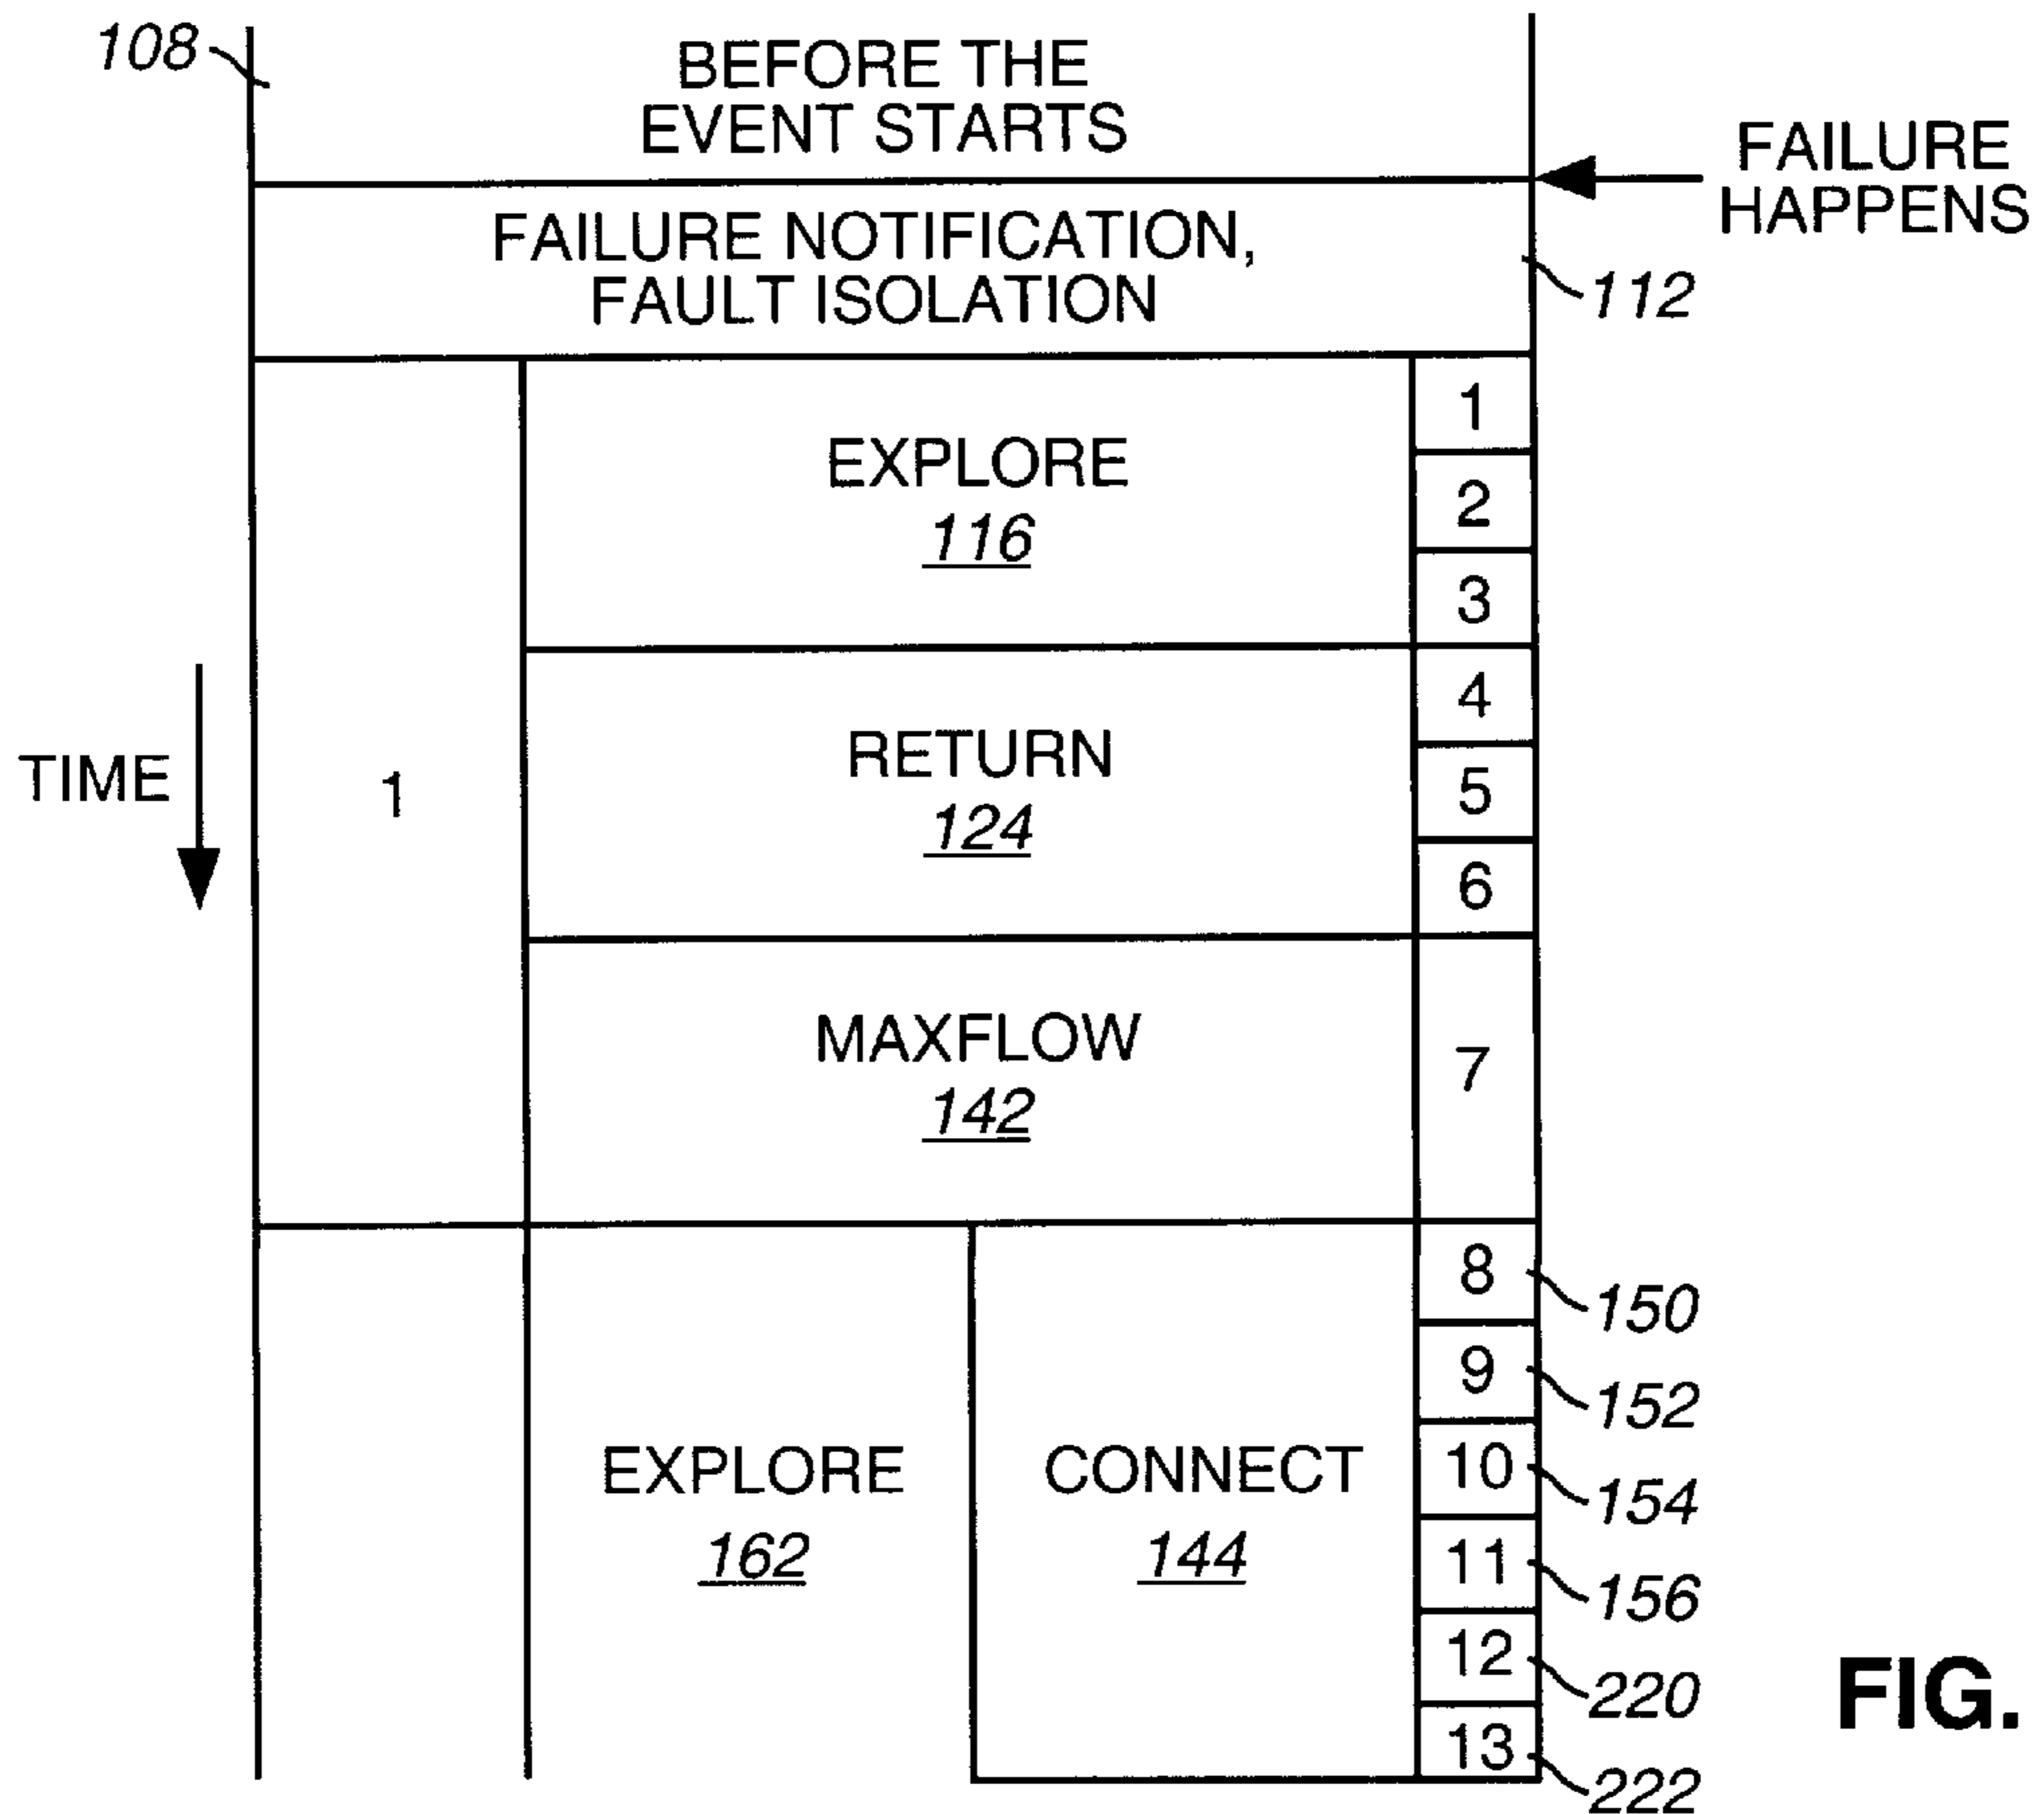 108
BEFORE THE
EVENT STARTS
FAILURE
HAPPENS
FAILURE NOTIFICATION,
FAULT ISOLATION
112
1
EXPLORE
116
2
3
TIME
1
RETURN
124
4
5
6
MAXFLOW
142
7
8
150
9
152
EXPLORE
162
CONNECT
144
10
154
11
156
12
220
13
222
FIG.